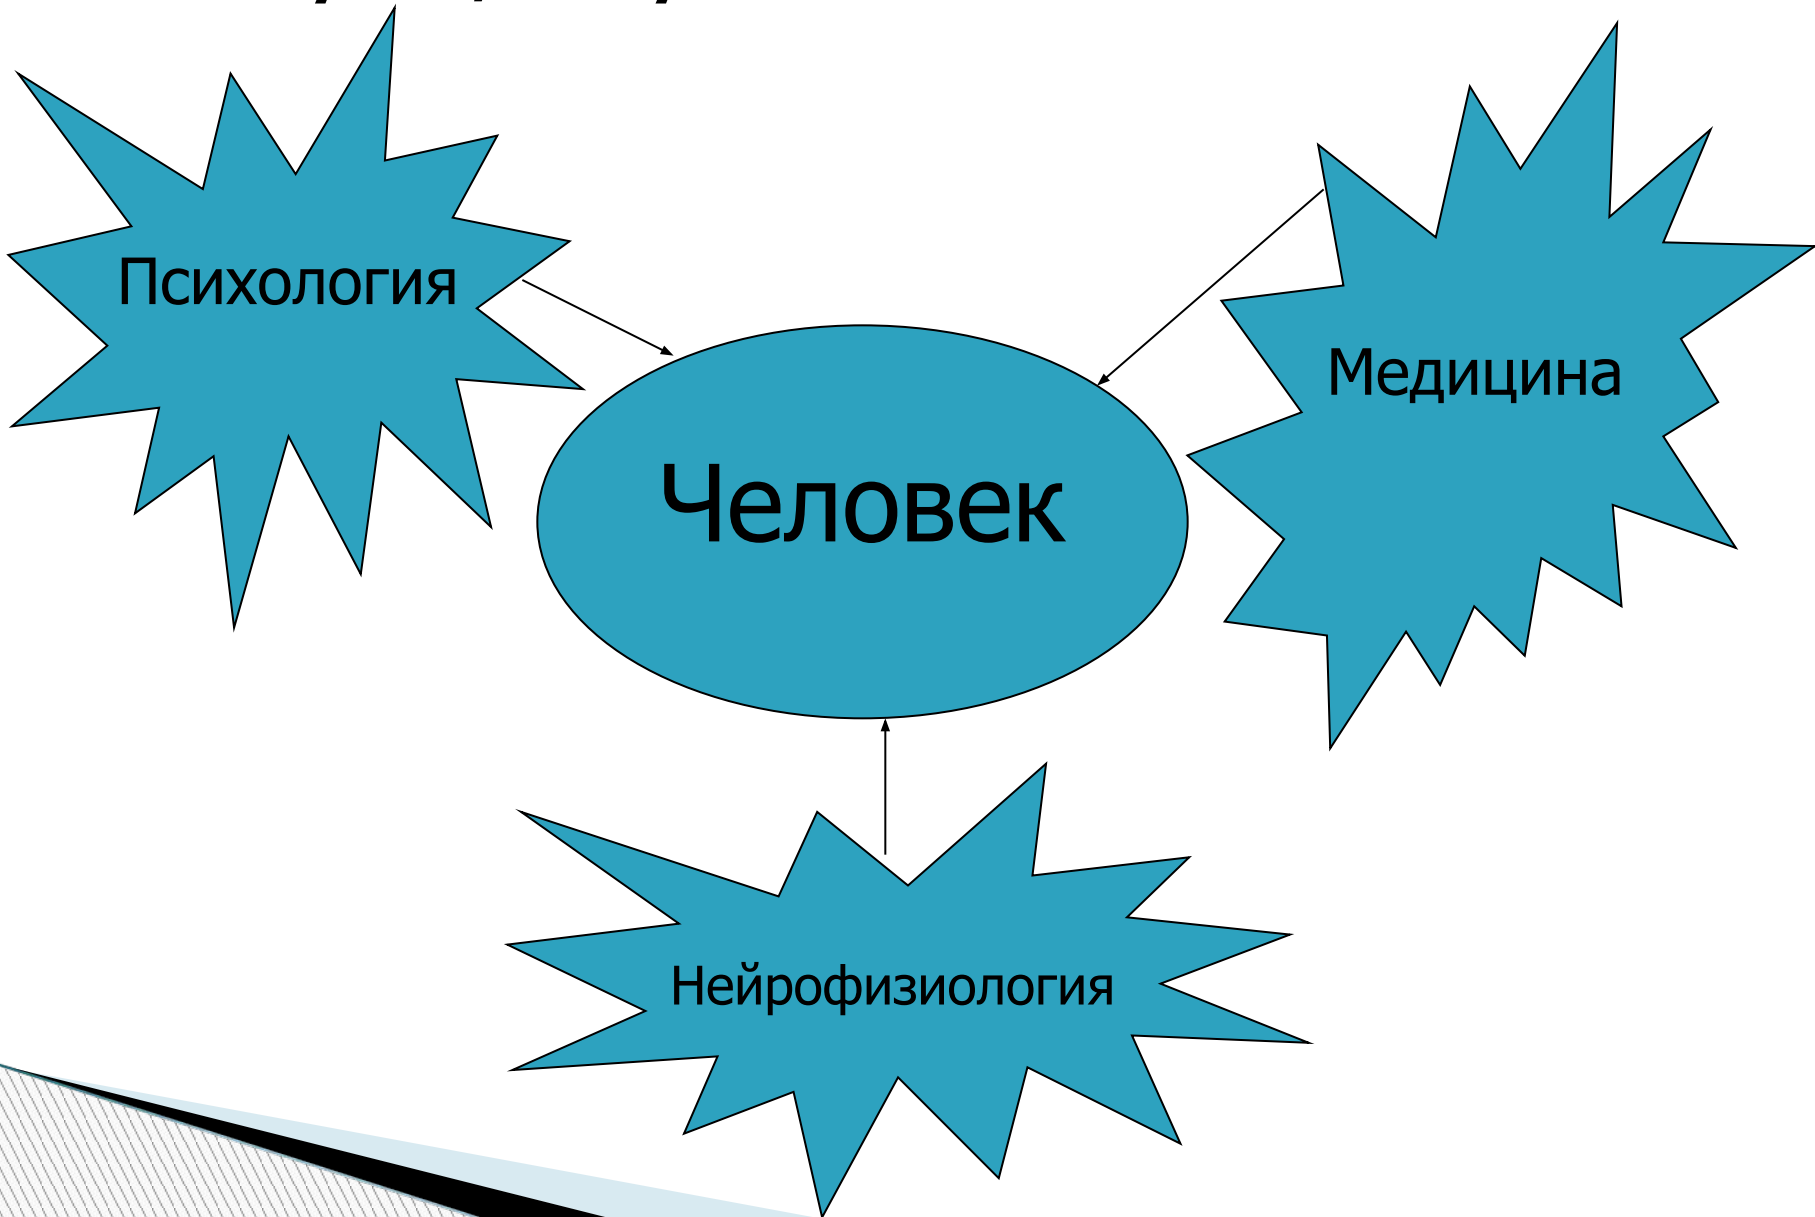 Психология
Медицина
Человек
Нейрофизиология